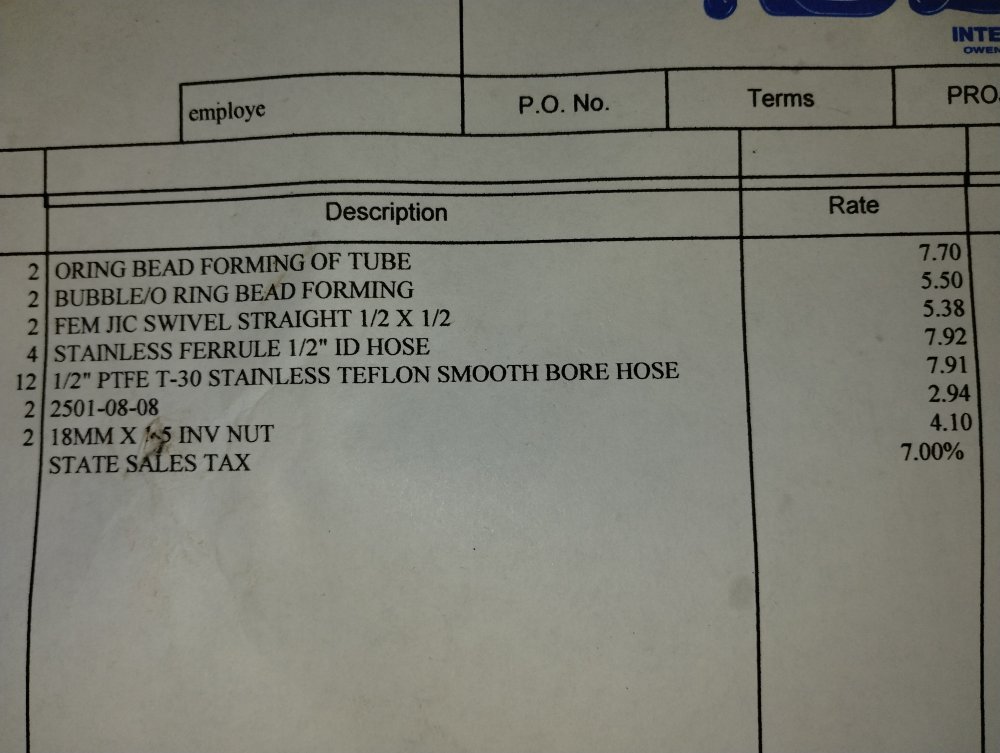 INTE
OWEN
employe P.O. No. Terms PRO
Description Rate
2 ORING BEAD FORMING OF TUBE 7.70
2 BUBBLE/O RING BEAD FORMING 5.50
2 FEM JIC SWIVEL STRAIGHT 1/2 X 1/2 5.38
4 STAINLESS FERRULE 1/2" ID HOSE 7.92
12 1/2" PTFE T-30 STAINLESS TEFLON SMOOTH BORE HOSE 7.91
2 2501-08-08 2.94
2 18MM X INV NUT 4.10
STATE SALES TAX 7.00%